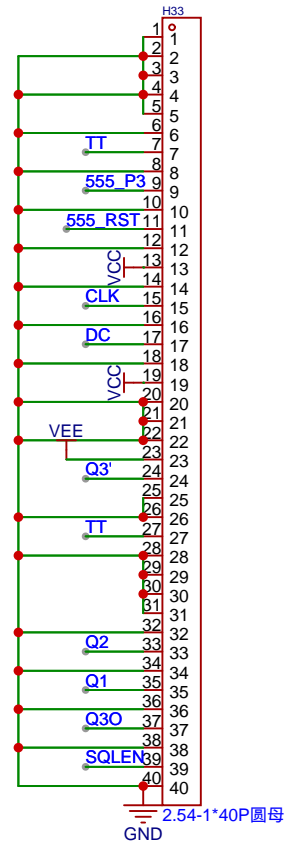 H33
1 1
2 2
3 3
4 4
5 5
6 6
TT 7 7
8 8
555_P3 9 9
10 10
555_RST 11 11
12 12
VCC 13 13
14 14
CLK 15 15
16 16
DC 17 17
18 18
VCC 19 19
20 20
21 21
22 22
VEE 23 23
Q3' 24 24
25 25
26 26
TT 27 27
28 28
29 29
30 30
31 31
32 32
Q2 33 33
34 34
Q1 35 35
36 36
Q3O 37 37
38 38
SQLEN 39 39
40 40
2.54-1*40P圆母
GND